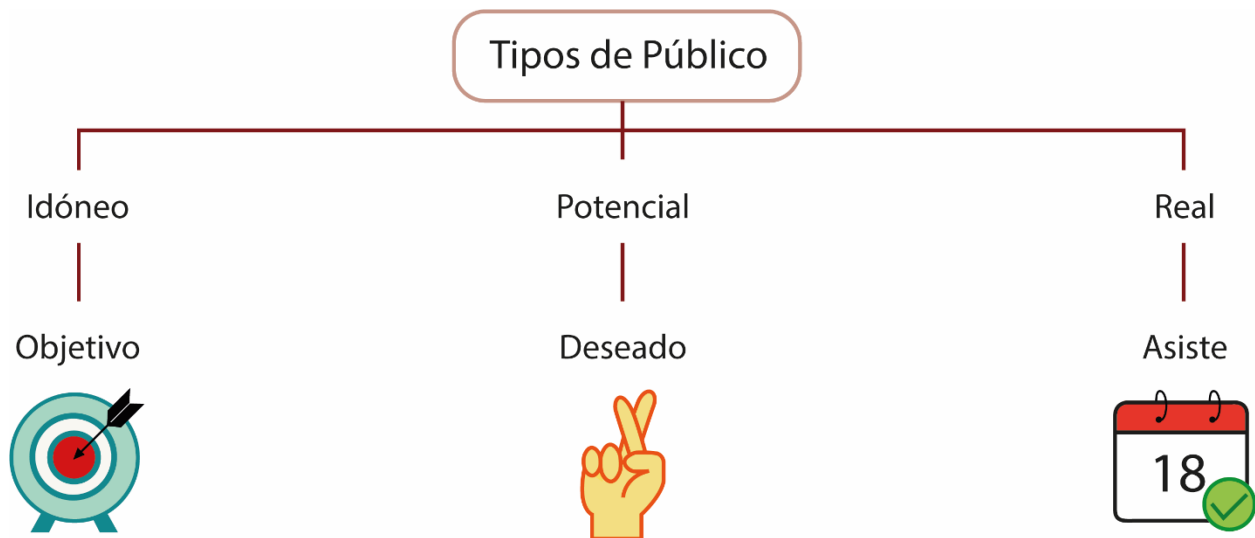 Tipos de Público
Idóneo
Potencial
Real
Objetivo
Deseado
Asiste
18